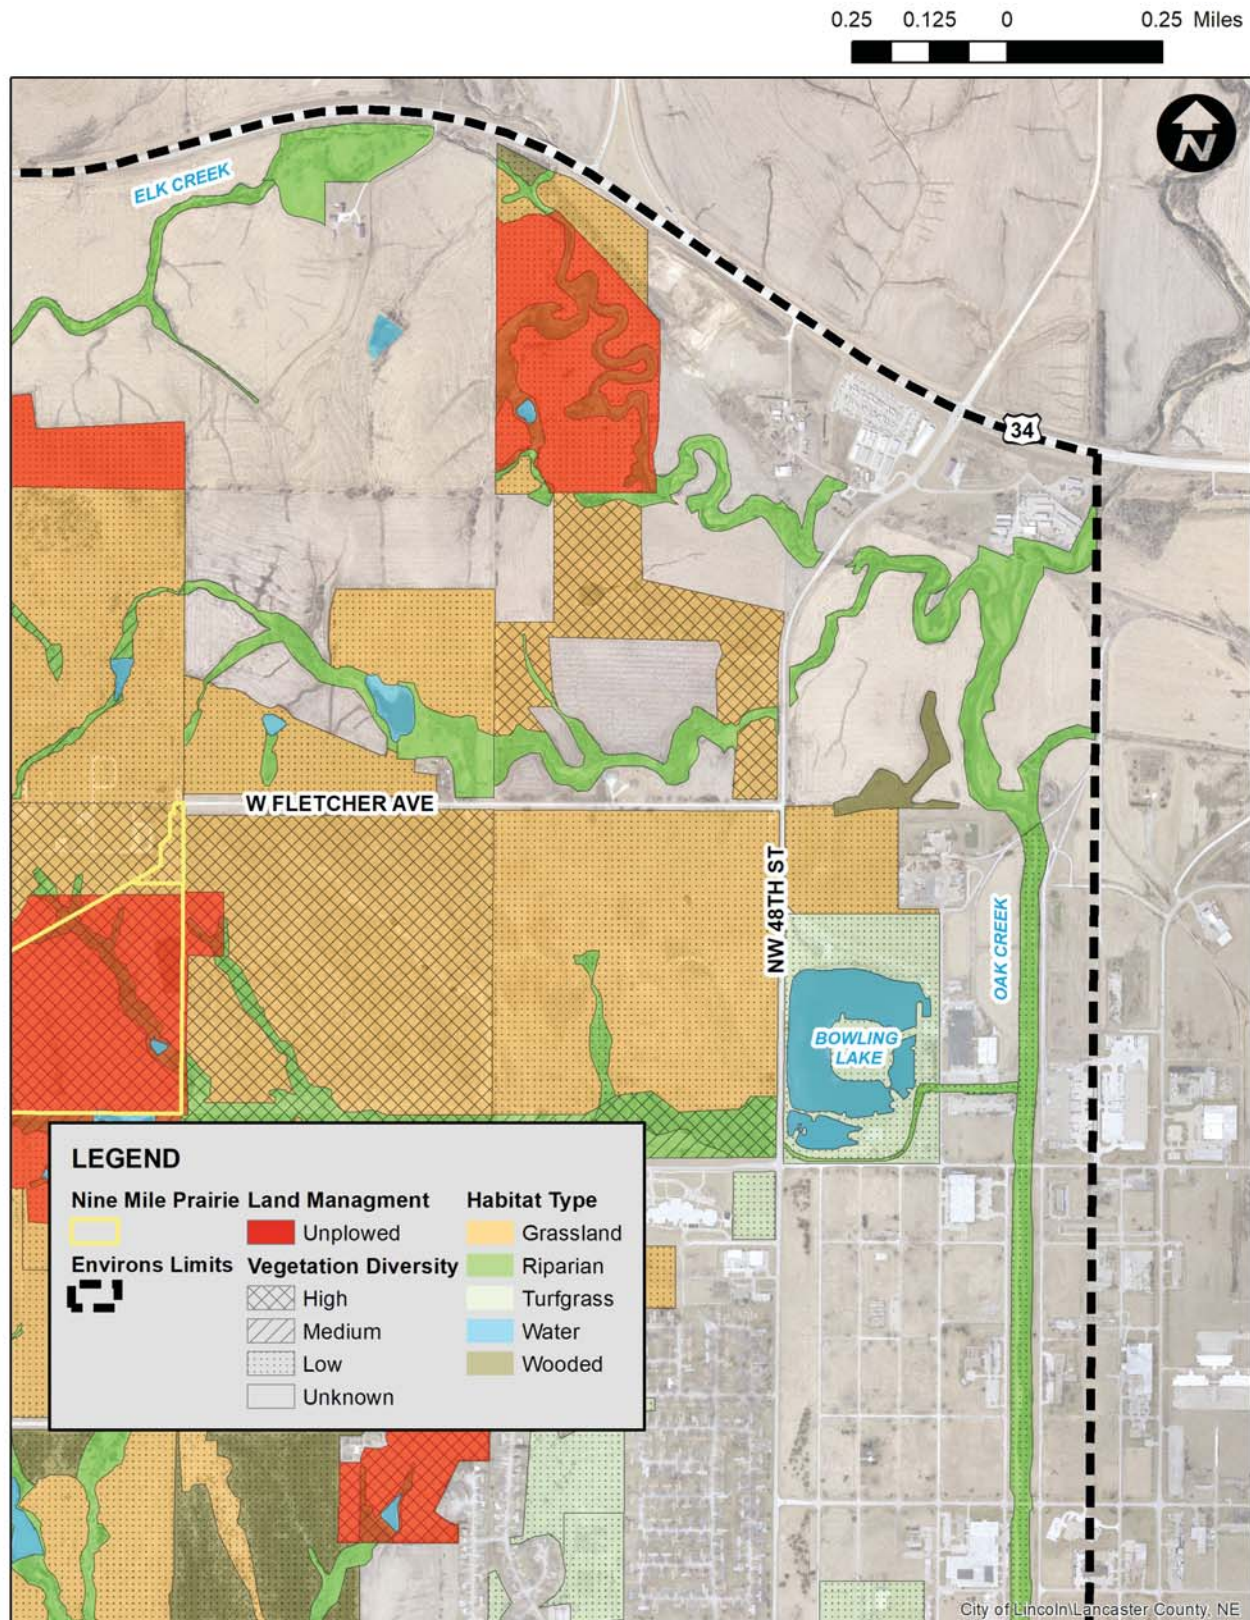 0.25 0.125 0 0.25 Miles
N
ELK CREEK
34
W FLETCHER AVE
NW 48TH ST
OAK CREEK
BOWLING
LAKE
LEGEND
Nine Mile Prairie
Environs Limits
Land Managment
Unplowed
Vegetation Diversity
High
Medium
Low
Unknown
Habitat Type
Grassland
Riparian
Turfgrass
Water
Wooded
City of Lincoln\Lancaster County, NE